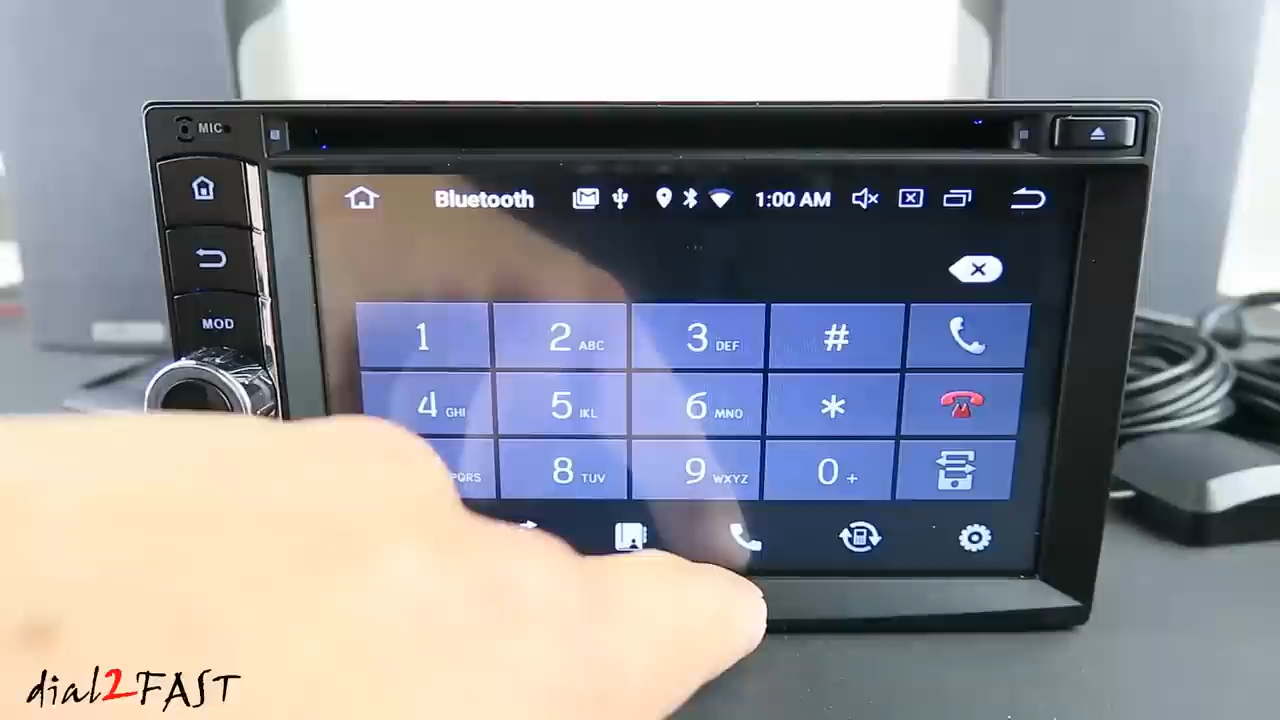 MIC
Bluetooth 1:00 AM
MOD
1 2 ABC 3 DEF #
4 GHI 5 JKL 6 MNO *
PQRS 8 TUV 9 WXYZ 0 +
dial2FAST